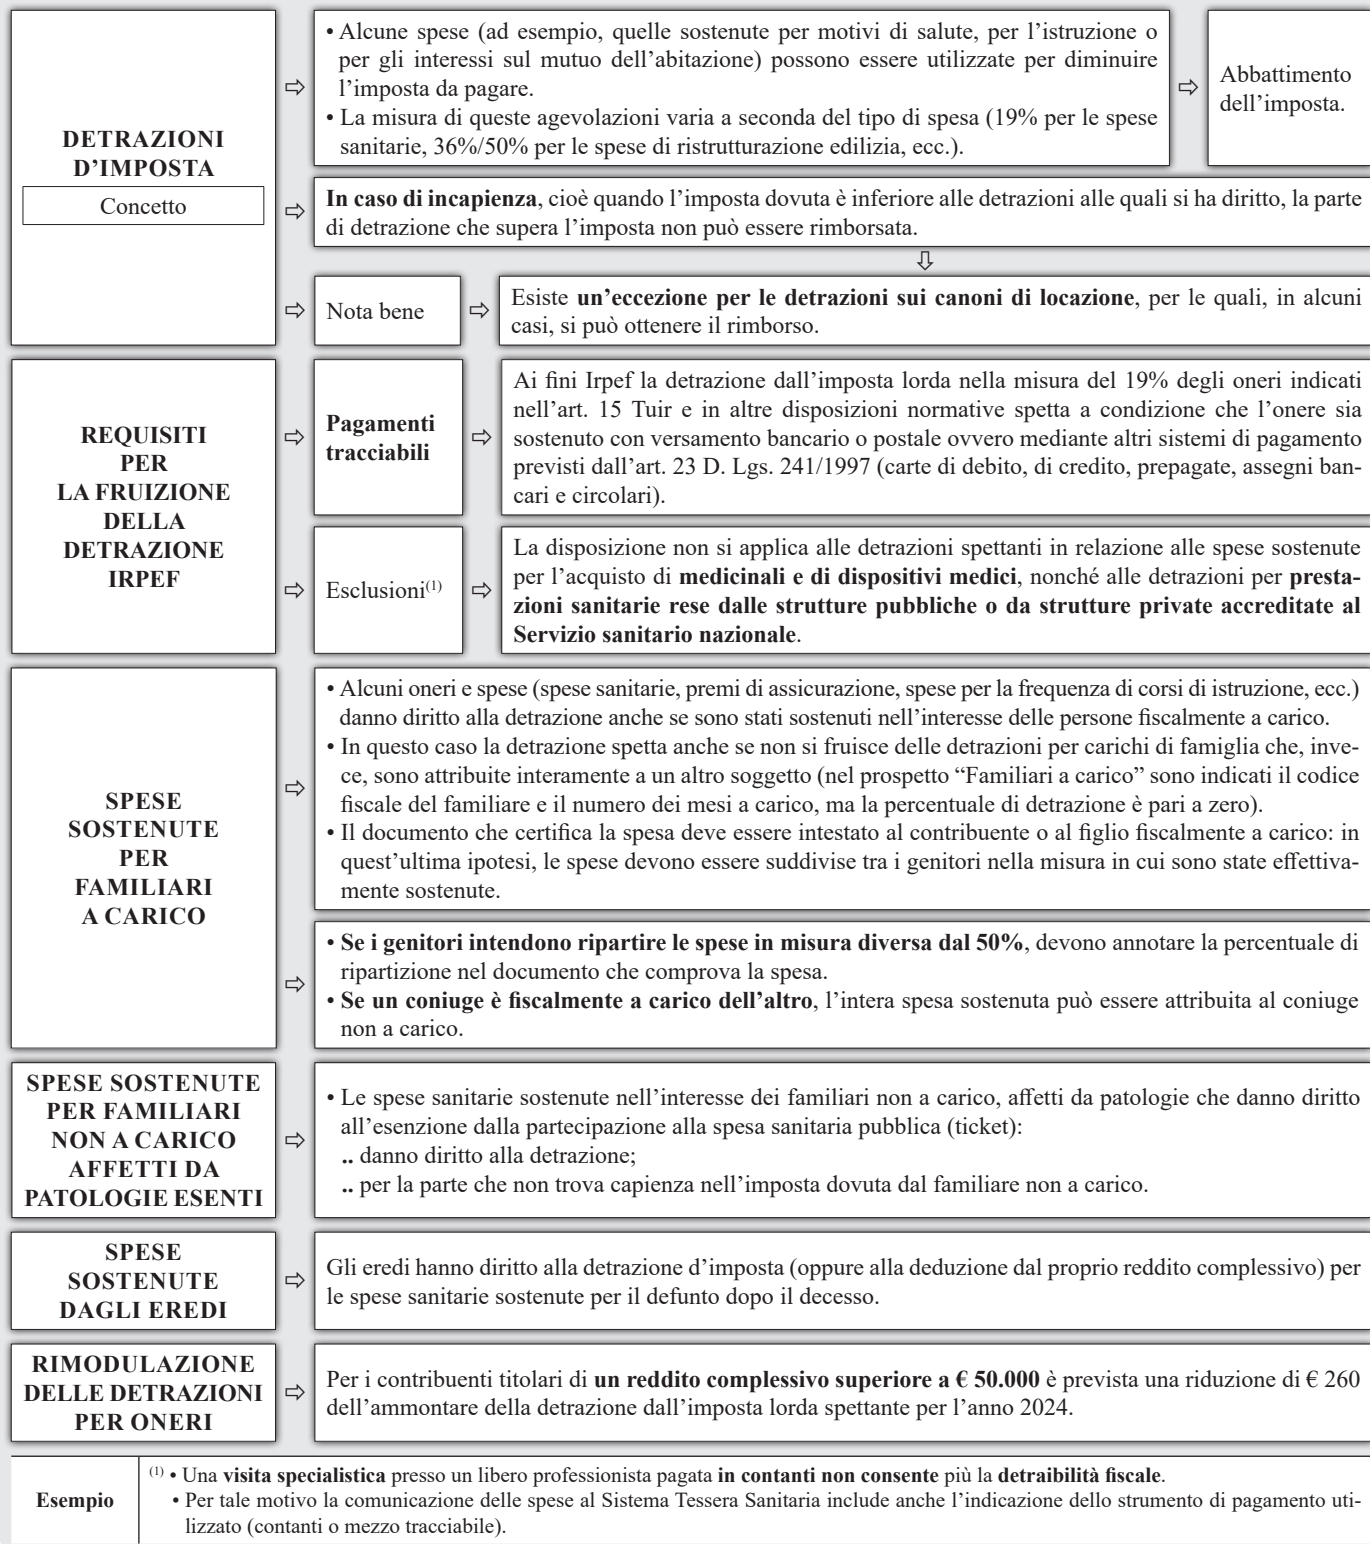 DETRAZIONI
D’IMPOSTA
Concetto
⇨
• Alcune spese (ad esempio, quelle sostenute per motivi di salute, per l’istruzione o
per gli interessi sul mutuo dell’abitazione) possono essere utilizzate per diminuire
l’imposta da pagare.
• La misura di queste agevolazioni varia a seconda del tipo di spesa (19% per le spese
sanitarie, 36%/50% per le spese di ristrutturazione edilizia, ecc.).
⇨
Abbattimento
dell’imposta.
⇨
In caso di incapienza, cioè quando l’imposta dovuta è inferiore alle detrazioni alle quali si ha diritto, la parte
di detrazione che supera l’imposta non può essere rimborsata.
⇩
⇨
Nota bene
⇨
Esiste un’eccezione per le detrazioni sui canoni di locazione, per le quali, in alcuni
casi, si può ottenere il rimborso.
REQUISITI
PER
LA FRUIZIONE
DELLA
DETRAZIONE
IRPEF
⇨
Pagamenti
tracciabili
⇨
Ai fini Irpef la detrazione dall’imposta lorda nella misura del 19% degli oneri indicati
nell’art. 15 Tuir e in altre disposizioni normative spetta a condizione che l’onere sia
sostenuto con versamento bancario o postale ovvero mediante altri sistemi di pagamento
previsti dall’art. 23 D. Lgs. 241/1997 (carte di debito, di credito, prepagate, assegni ban-
cari e circolari).
⇨
Esclusioni(1)
⇨
La disposizione non si applica alle detrazioni spettanti in relazione alle spese sostenute
per l’acquisto di medicinali e di dispositivi medici, nonché alle detrazioni per presta-
zioni sanitarie rese dalle strutture pubbliche o da strutture private accreditate al
Servizio sanitario nazionale.
SPESE
SOSTENUTE
PER
FAMILIARI
A CARICO
⇨
• Alcuni oneri e spese (spese sanitarie, premi di assicurazione, spese per la frequenza di corsi di istruzione, ecc.)
danno diritto alla detrazione anche se sono stati sostenuti nell’interesse delle persone fiscalmente a carico.
• In questo caso la detrazione spetta anche se non si fruisce delle detrazioni per carichi di famiglia che, inve-
ce, sono attribuite interamente a un altro soggetto (nel prospetto “Familiari a carico” sono indicati il codice
fiscale del familiare e il numero dei mesi a carico, ma la percentuale di detrazione è pari a zero).
• Il documento che certifica la spesa deve essere intestato al contribuente o al figlio fiscalmente a carico: in
quest’ultima ipotesi, le spese devono essere suddivise tra i genitori nella misura in cui sono state effettiva-
mente sostenute.
⇨
• Se i genitori intendono ripartire le spese in misura diversa dal 50%, devono annotare la percentuale di
ripartizione nel documento che comprova la spesa.
• Se un coniuge è fiscalmente a carico dell’altro, l’intera spesa sostenuta può essere attribuita al coniuge
non a carico.
SPESE SOSTENUTE
PER FAMILIARI
NON A CARICO
AFFETTI DA
PATOLOGIE ESENTI
⇨
• Le spese sanitarie sostenute nell’interesse dei familiari non a carico, affetti da patologie che danno diritto
all’esenzione dalla partecipazione alla spesa sanitaria pubblica (ticket):
.. danno diritto alla detrazione;
.. per la parte che non trova capienza nell’imposta dovuta dal familiare non a carico.
SPESE
SOSTENUTE
DAGLI EREDI
⇨
Gli eredi hanno diritto alla detrazione d’imposta (oppure alla deduzione dal proprio reddito complessivo) per
le spese sanitarie sostenute per il defunto dopo il decesso.
RIMODULAZIONE
DELLE DETRAZIONI
PER ONERI
⇨
Per i contribuenti titolari di un reddito complessivo superiore a € 50.000 è prevista una riduzione di € 260
dell’ammontare della detrazione dall’imposta lorda spettante per l’anno 2024.
Esempio
(1) • Una visita specialistica presso un libero professionista pagata in contanti non consente più la detraibilità fiscale.
• Per tale motivo la comunicazione delle spese al Sistema Tessera Sanitaria include anche l’indicazione dello strumento di pagamento uti-
lizzato (contanti o mezzo tracciabile).